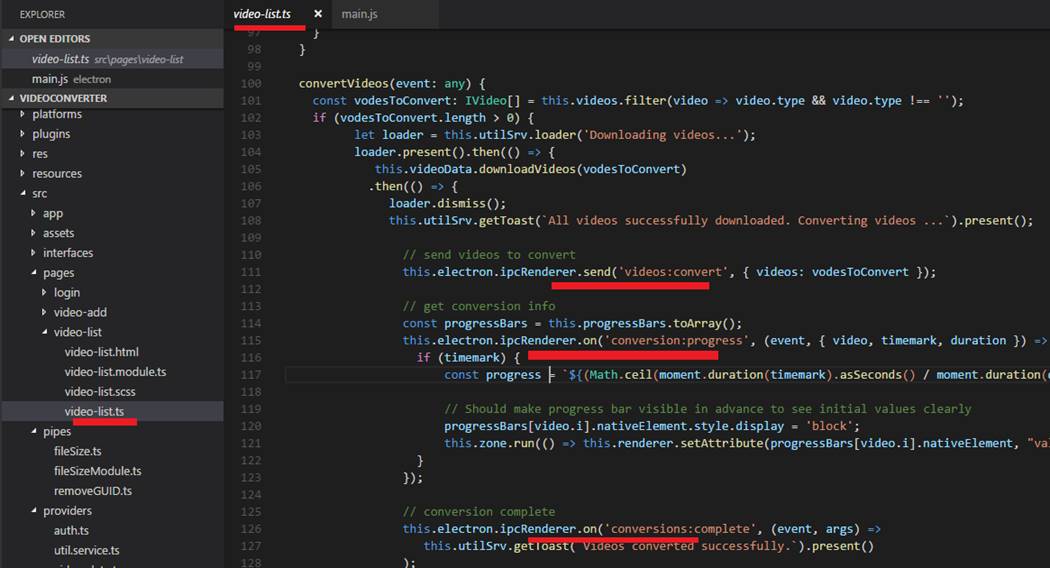 EXPLORER
OPEN EDITORS
video-list.ts src\pages\video-list
main.js electron
VIDEOCONVERTER
platforms
plugins
res
resources
src
app
assets
interfaces
pages
login
video-add
video-list
video-list.html
video-list.module.ts
video-list.scss
video-list.ts
pipes
fileSize.ts
fileSizeModule.ts
removeGUID.ts
providers
auth.ts
util.service.ts
video-list.ts × main.js
97 }
98 }
99
100 convertVideos(event: any) {
101 const vodesToConvert: IVideo[] = this.videos.filter(video => video.type && video.type !== '');
102 if (vodesToConvert.length > 0) {
103 let loader = this.utilSrv.loader('Downloading videos...');
104 loader.present().then(() => {
105 this.videoData.downloadVideos(vodesToConvert)
106 .then(() => {
107 loader.dismiss();
108 this.utilSrv.getToast(`All videos successfully downloaded. Converting videos ...`).present();
109
110 // send videos to convert
111 this.electron.ipcRenderer.send('videos:convert', { videos: vodesToConvert });
112
113 // get conversion info
114 const progressBars = this.progressBars.toArray();
115 this.electron.ipcRenderer.on('conversion:progress', (event, { video, timemark, duration }) =>
116 if (timemark) {
117 const progress = `${(Math.ceil(moment.duration(timemark).asSeconds() / moment.duration(
118
119 // Should make progress bar visible in advance to see initial values clearly
120 progressBars[video.i].nativeElement.style.display = 'block';
121 this.zone.run(() => this.renderer.setAttribute(progressBars[video.i].nativeElement, "va
122 }
123 });
124
125 // conversion complete
126 this.electron.ipcRenderer.on('conversions:complete', (event, args) =>
127 this.utilSrv.getToast(`Videos converted successfully.`).present()
128 );